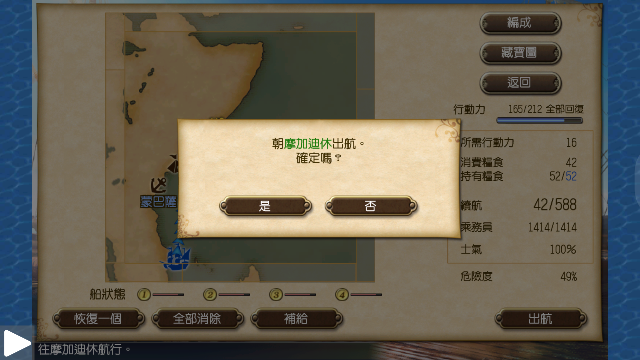 編成
藏寶圖
返回
行動力 165/212 全部回復
朝摩加迪休出航。
確定嗎？
是
否
所需行動力 16
消費糧食 42
持有糧食 52/52
續航 42/588
乘務員 1414/1414
士氣 100%
危險度 49%
蒙巴薩
船狀態 1 2 3 4
恢復一個
全部消除
補給
出航
往摩加迪休航行。